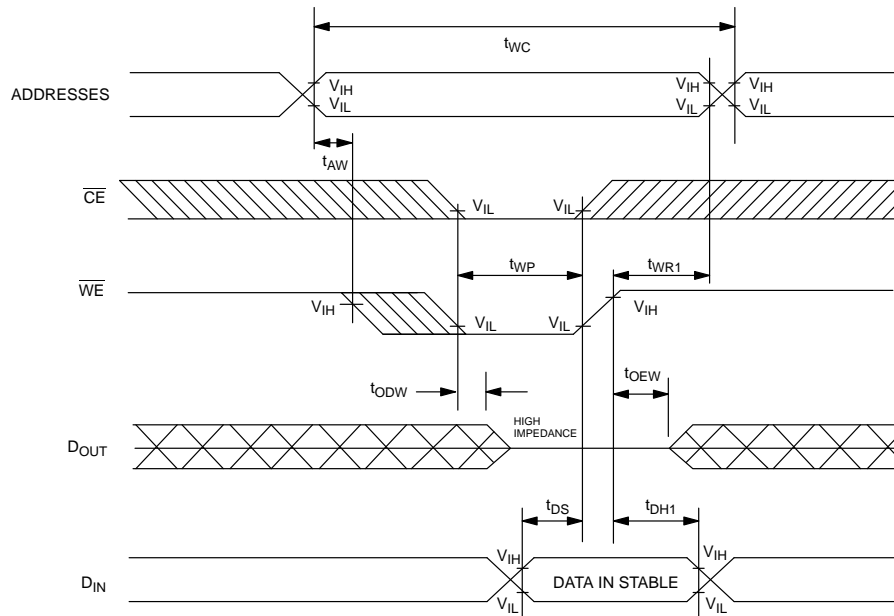 tWC
ADDRESSES
VIH
VIL
VIH
VIL
VIH
VIL
tAW
CE
VIL
VIL
tWP
tWR1
WE
VIH
VIL
VIL
VIH
tODW
tOEW
DOUT
HIGH
IMPEDANCE
tDS
tDH1
DIN
VIH
VIL
DATA IN STABLE
VIH
VIL